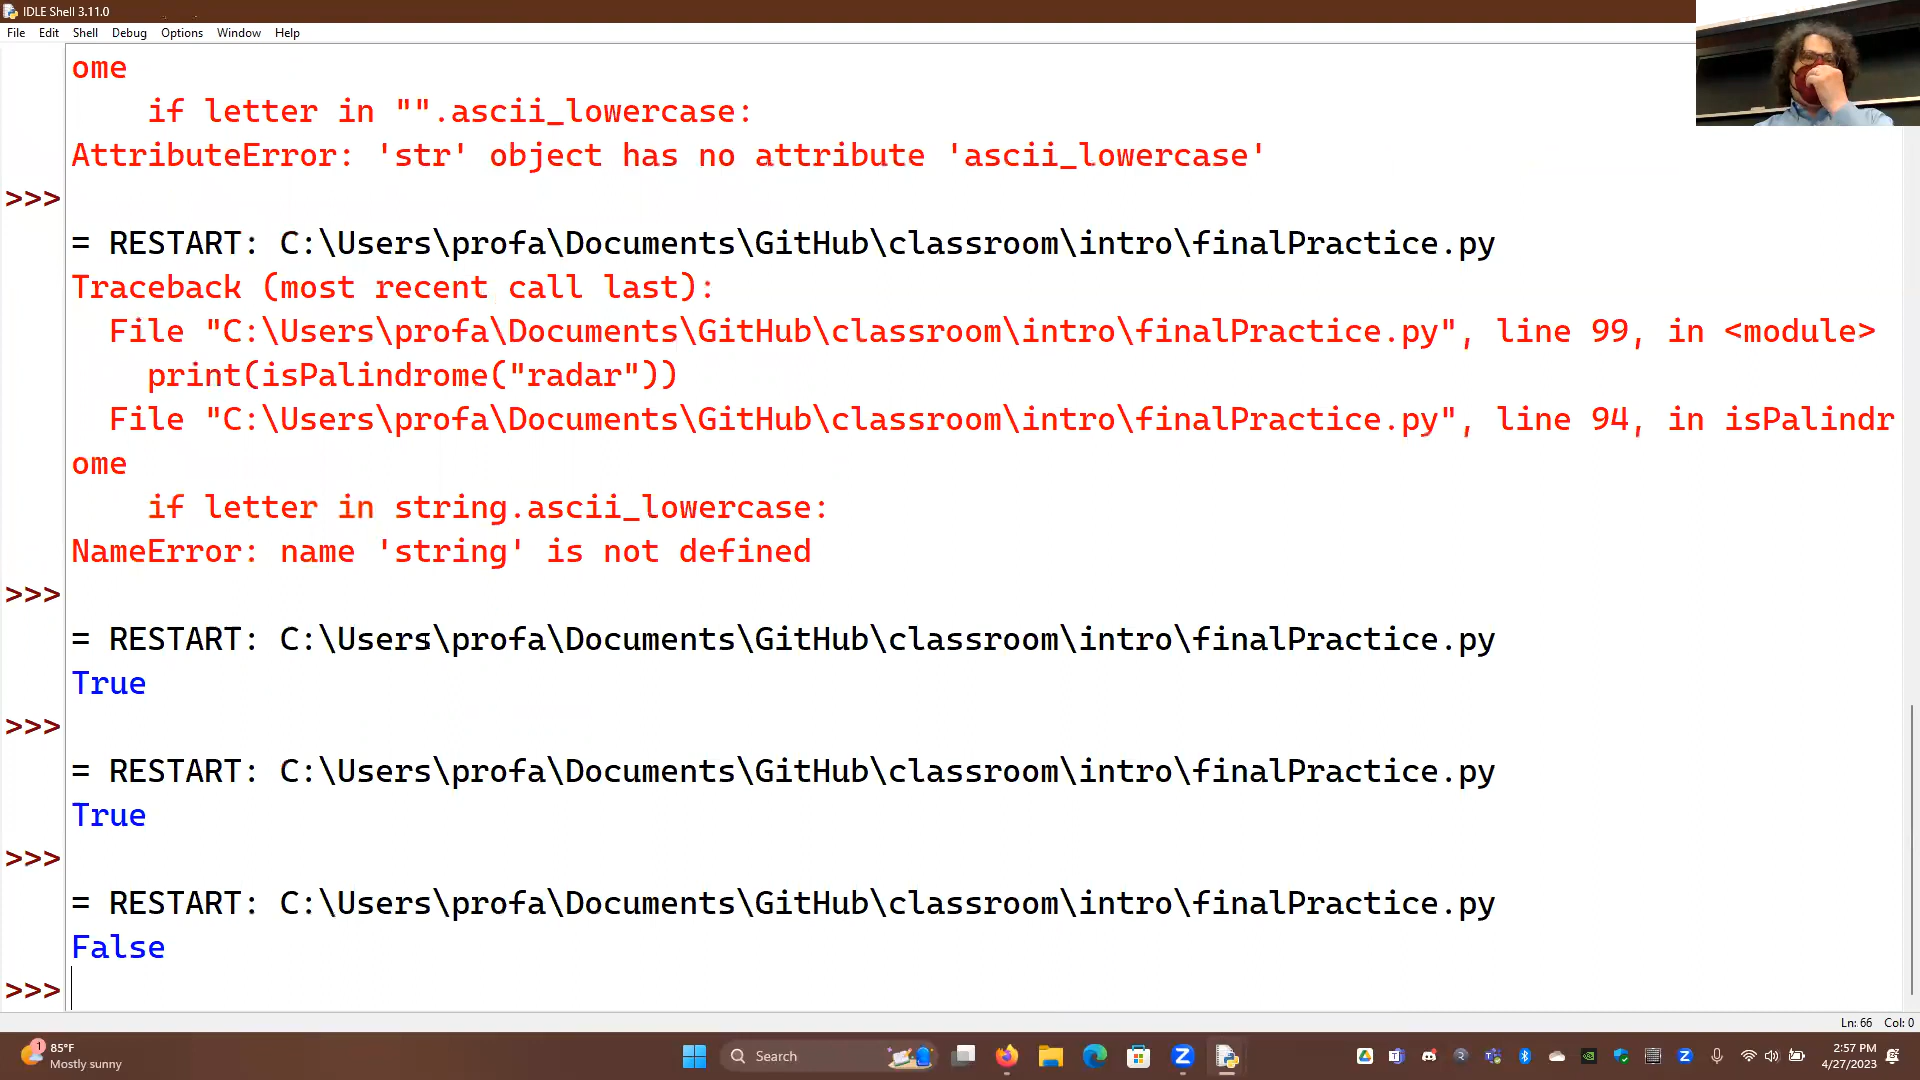 IDLE Shell 3.11.0
File Edit Shell Debug Options Window Help
ome
    if letter in "".ascii_lowercase:
AttributeError: 'str' object has no attribute 'ascii_lowercase'
>>>
= RESTART: C:\Users\profa\Documents\GitHub\classroom\intro\finalPractice.py
Traceback (most recent call last):
  File "C:\Users\profa\Documents\GitHub\classroom\intro\finalPractice.py", line 99, in <module>
    print(isPalindrome("radar"))
  File "C:\Users\profa\Documents\GitHub\classroom\intro\finalPractice.py", line 94, in isPalindr
ome
    if letter in string.ascii_lowercase:
NameError: name 'string' is not defined
>>>
= RESTART: C:\Users\profa\Documents\GitHub\classroom\intro\finalPractice.py
True
>>>
= RESTART: C:\Users\profa\Documents\GitHub\classroom\intro\finalPractice.py
True
>>>
= RESTART: C:\Users\profa\Documents\GitHub\classroom\intro\finalPractice.py
False
>>>
Ln: 66 Col: 0
1
85°F
Mostly sunny
Search
2:57 PM
4/27/2023